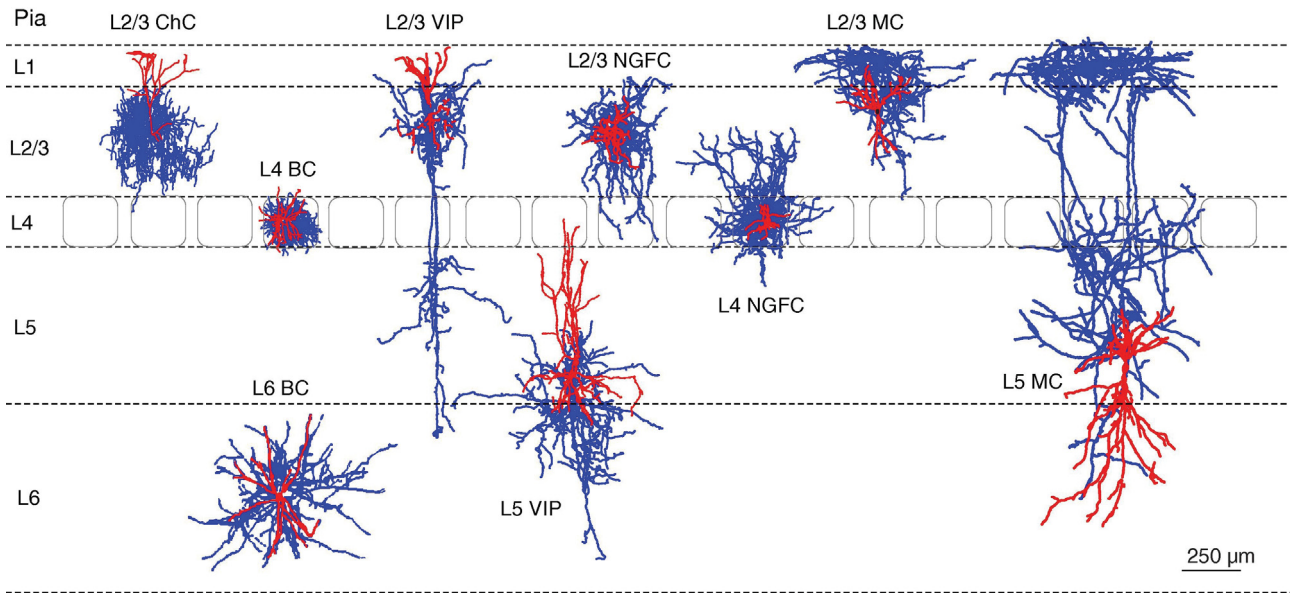 Pia
L2/3 ChC
L2/3 VIP
L2/3 MC
L2/3 NGFC
L1
L2/3
L4 BC
L4
L4 NGFC
L5
L6 BC
L5 MC
L6
L5 VIP
250 μm